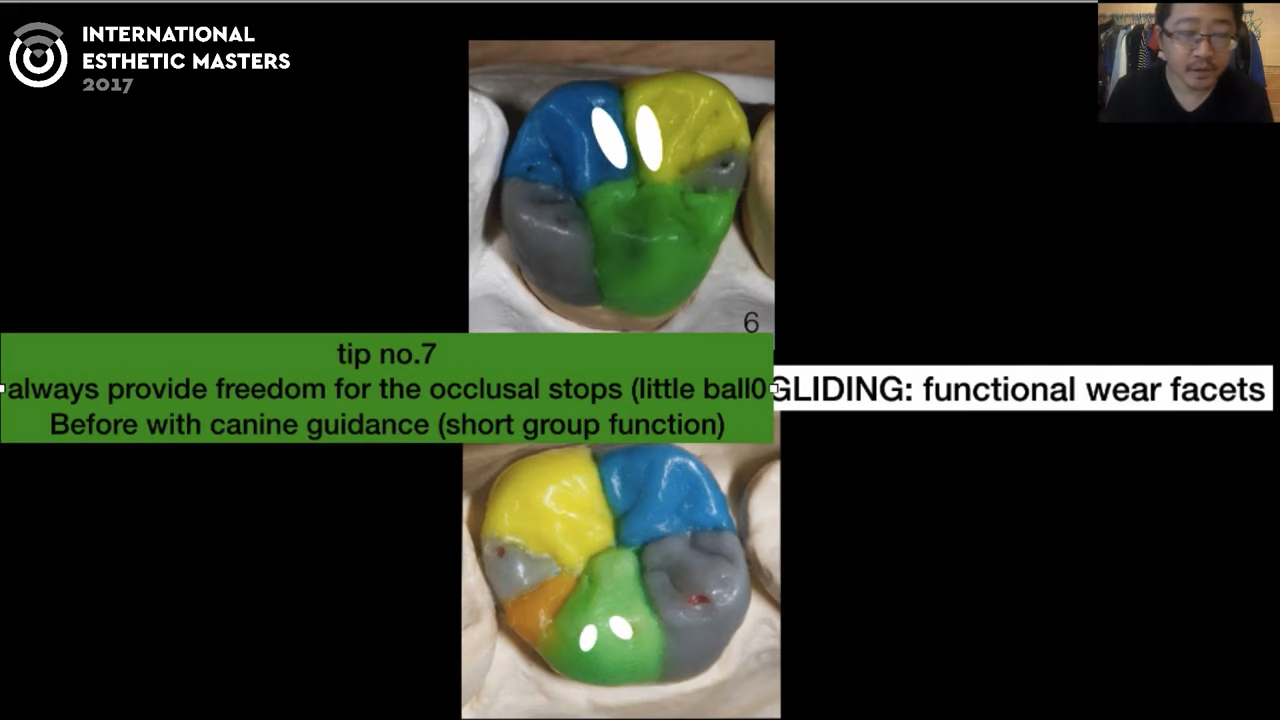 INTERNATIONAL
ESTHETIC MASTERS
2017
6
tip no.7
always provide freedom for the occlusal stops (little ball0
Before with canine guidance (short group function)
GLIDING: functional wear facets